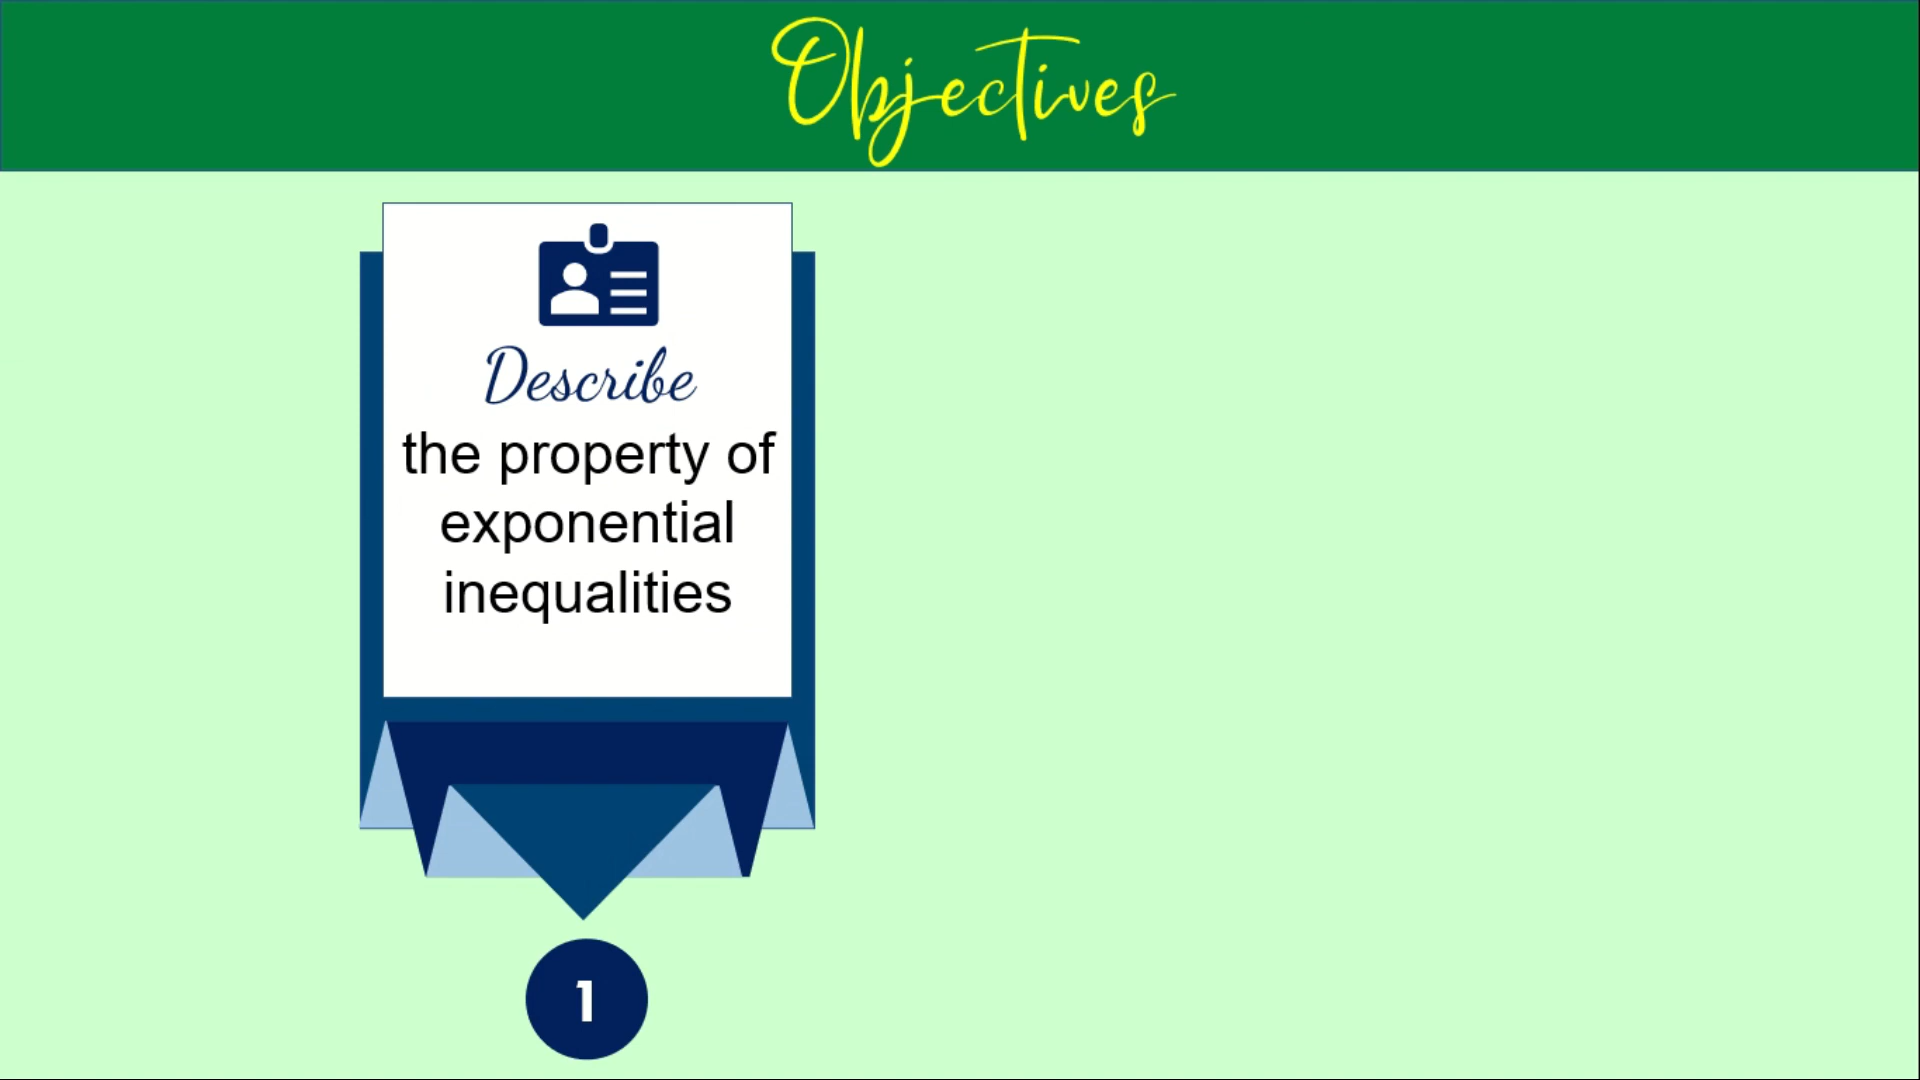 Objectives
Describe
the property of
exponential
inequalities
1